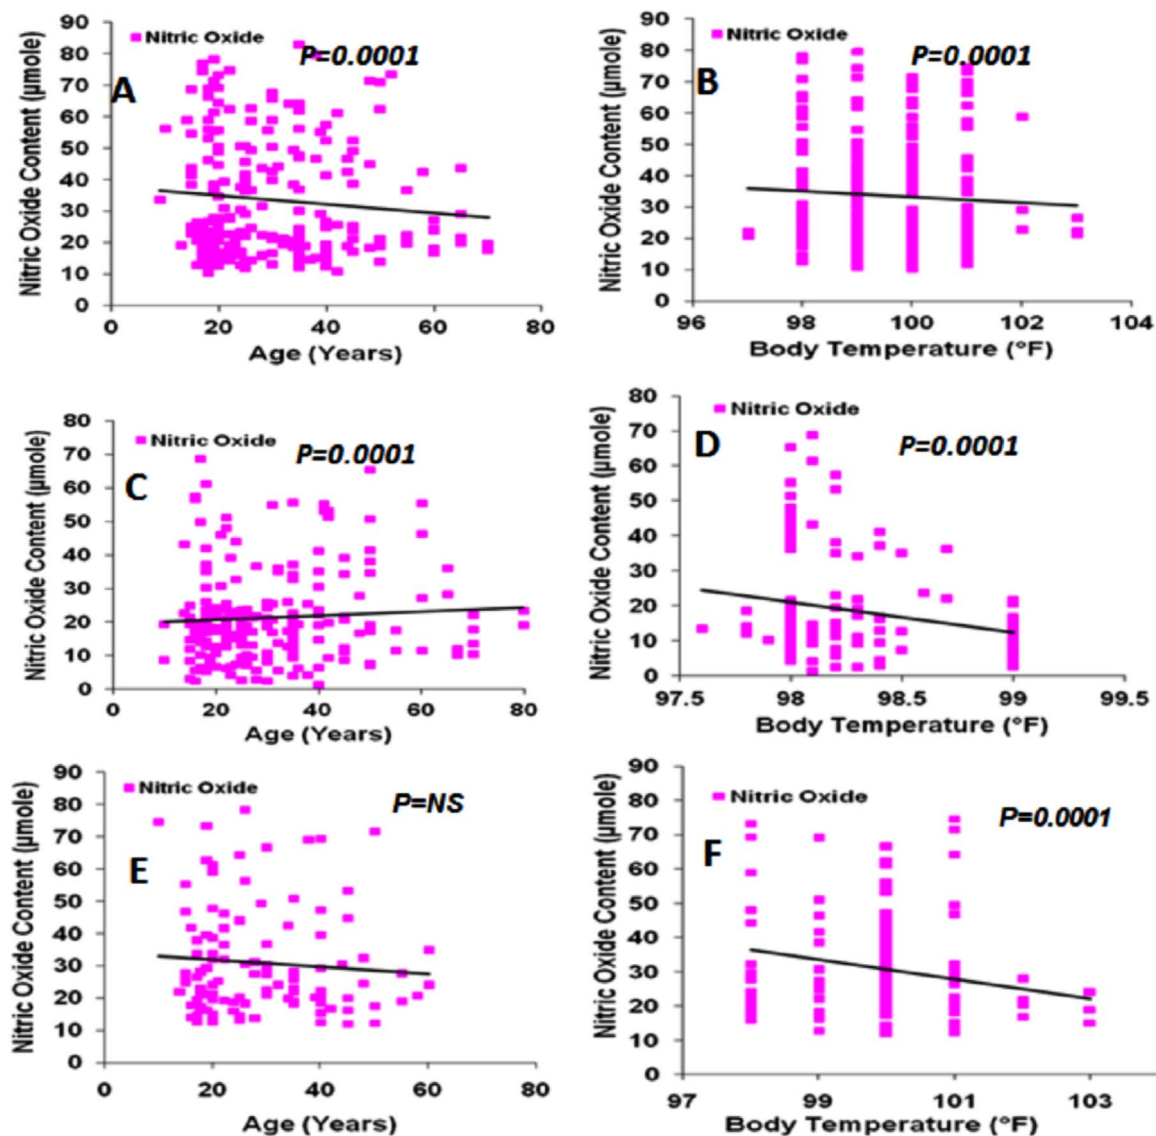 90
80
70
60
50
40
30
20
10
0
Nitric Oxide Content (µmole)
Nitric Oxide
P=0.0001
A
0 20 40 60 80
Age (Years)
90
80
70
60
50
40
30
20
10
0
Nitric Oxide Content (µmole)
Nitric Oxide
P=0.0001
B
96 98 100 102 104
Body Temperature (°F)
80
70
60
50
40
30
20
10
0
Nitric Oxide Content (µmole)
Nitric Oxide
P=0.0001
C
0 20 40 60 80
Age (Years)
80
70
60
50
40
30
20
10
0
Nitric Oxide Content (µmole)
Nitric Oxide
P=0.0001
D
97.5 98 98.5 99 99.5
Body Temperature (°F)
90
80
70
60
50
40
30
20
10
0
Nitric Oxide Content (µmole)
Nitric Oxide
P=NS
E
0 20 40 60 80
Age (Years)
90
80
70
60
50
40
30
20
10
0
Nitric Oxide Content (µmole)
Nitric Oxide
P=0.0001
F
97 99 101 103
Body Temperature (°F)